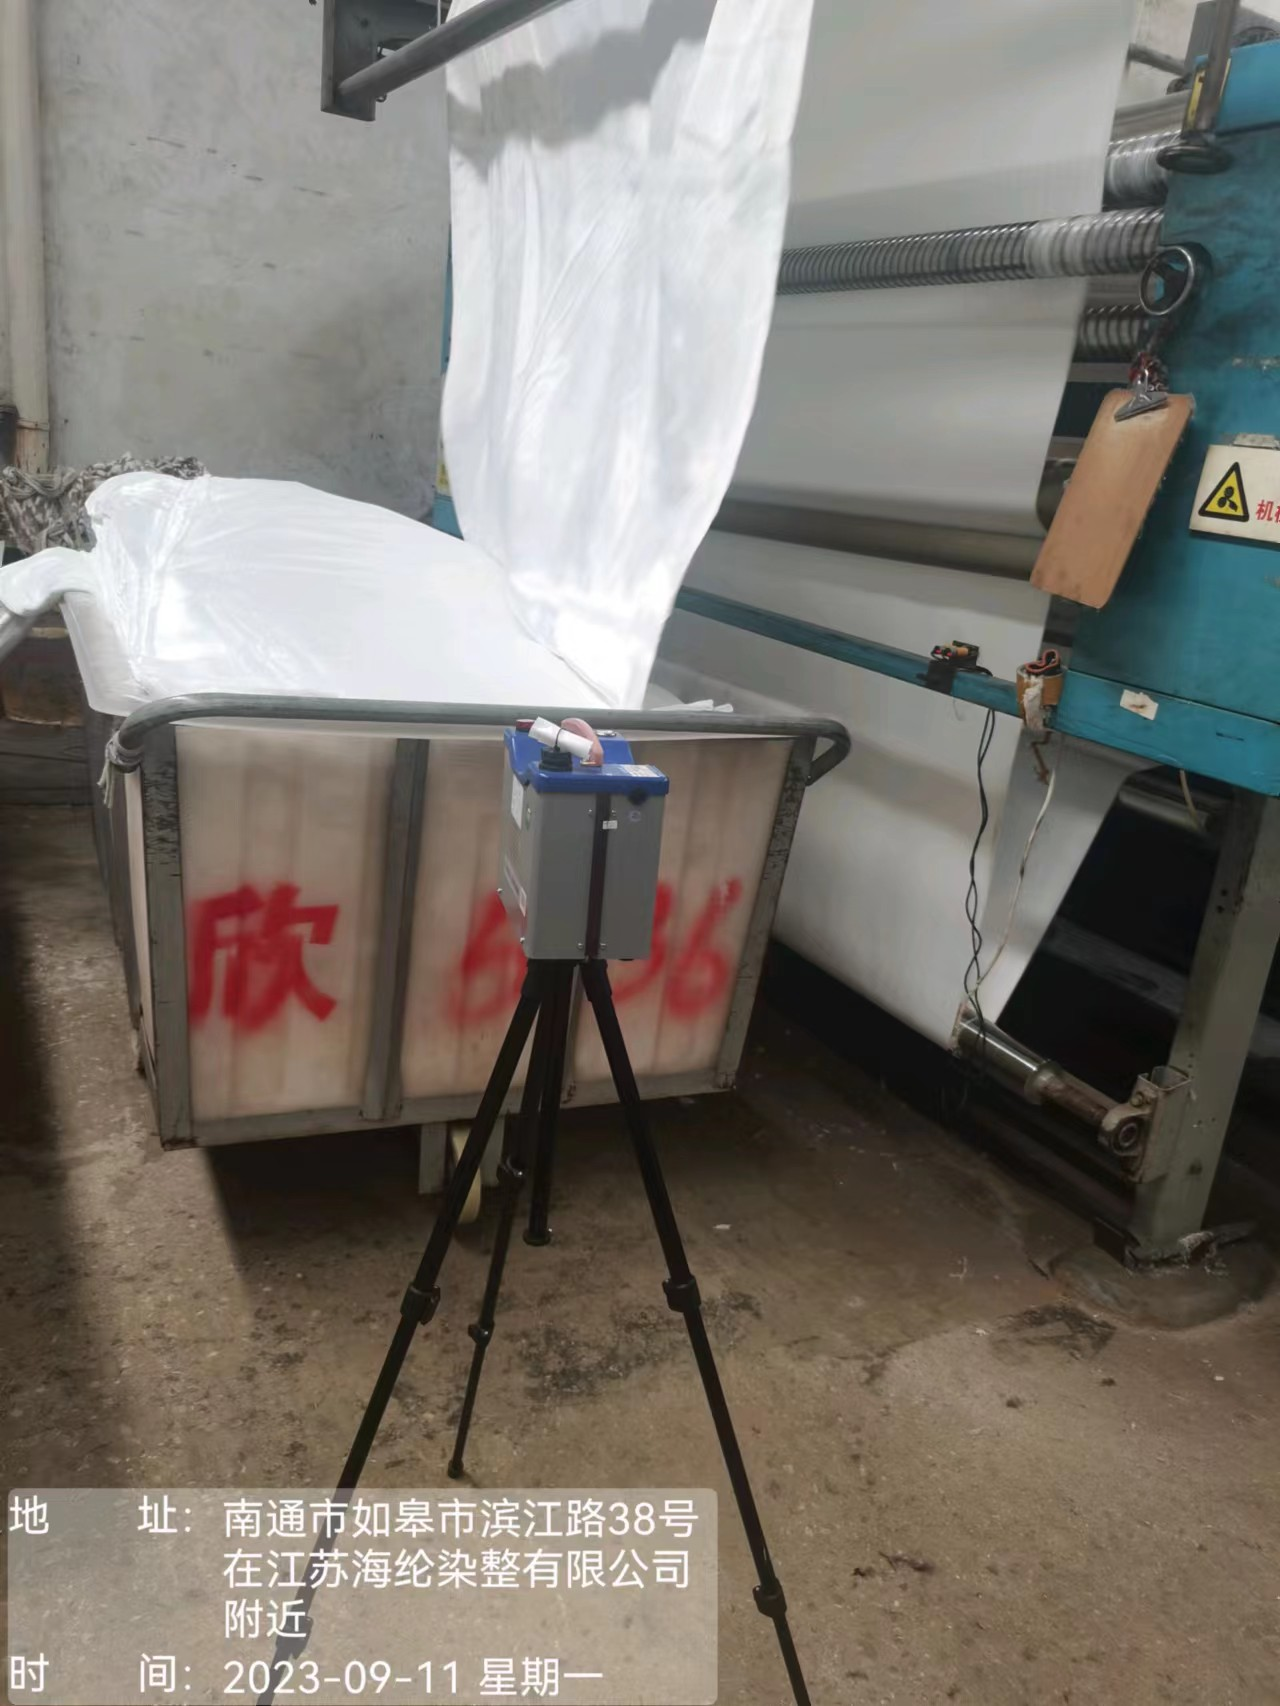 机
欣
地 址: 南通市如皋市滨江路38号
在江苏海纶染整有限公司
附近
时 间: 2023-09-11 星期一